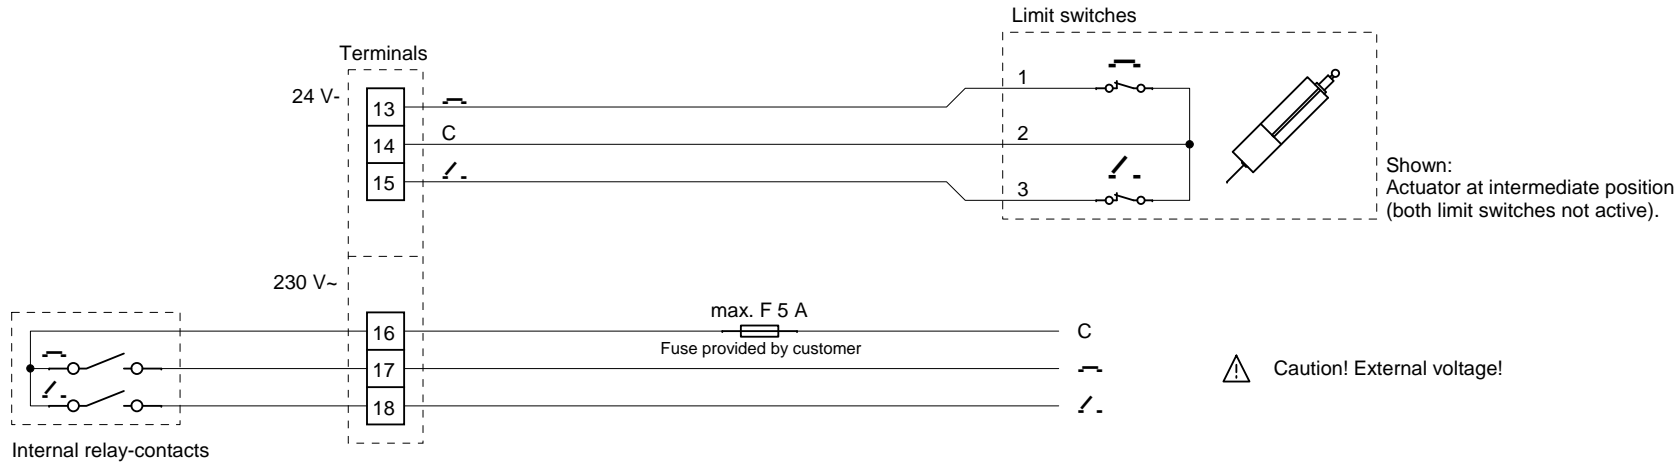 Limit switches
Terminals
24 V-
13
1
14
C
2
15
3
Shown:
Actuator at intermediate position
(both limit switches not active).
230 V~
max. F 5 A
16
C
Fuse provided by customer
17
Caution! External voltage!
18
Internal relay-contacts